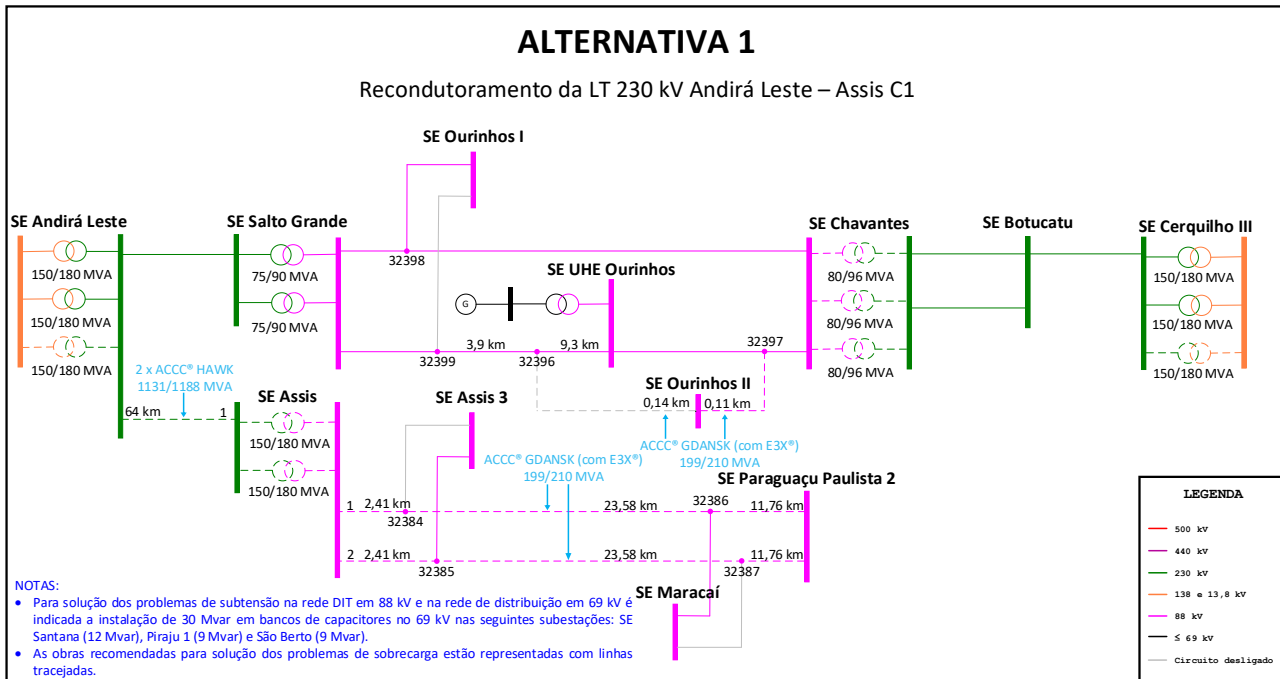 ALTERNATIVA 1
Recondutoramento da LT 230 kV Andirá Leste – Assis C1
SE Ourinhos I
SE Andirá Leste
SE Salto Grande
SE Chavantes
SE Botucatu
SE Cerquilho III
150/180 MVA
75/90 MVA
32398
80/96 MVA
150/180 MVA
SE UHE Ourinhos
G
150/180 MVA
75/90 MVA
80/96 MVA
150/180 MVA
32399
3,9 km
32396
9,3 km
32397
150/180 MVA
80/96 MVA
150/180 MVA
2 x ACCC® HAWK
1131/1188 MVA
64 km
1
SE Assis
SE Assis 3
SE Ourinhos II
0,14 km
0,11 km
150/180 MVA
ACCC® GDANSK (com E3X®)
199/210 MVA
ACCC® GDANSK (com E3X®)
199/210 MVA
150/180 MVA
SE Paraguaçu Paulista 2
1
2,41 km
32384
23,58 km
32386
11,76 km
2
2,41 km
32385
23,58 km
32387
11,76 km
SE Maracaí
NOTAS:
• Para solução dos problemas de subtensão na rede DIT em 88 kV e na rede de distribuição em 69 kV é
indicada a instalação de 30 Mvar em bancos de capacitores no 69 kV nas seguintes subestações: SE
Santana (12 Mvar), Piraju 1 (9 Mvar) e São Berto (9 Mvar).
• As obras recomendadas para solução dos problemas de sobrecarga estão representadas com linhas
tracejadas.
LEGENDA
500 kV
440 kV
230 kV
138 e 13,8 kV
88 kV
≤ 69 kV
Circuito desligado